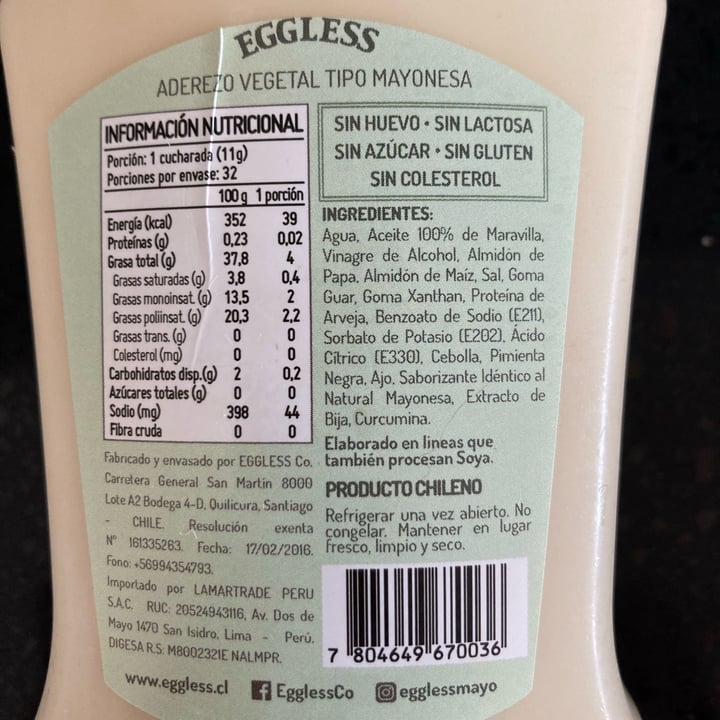 EGGLESS
ADEREZO VEGETAL TIPO MAYONESA
INFORMACIÓN NUTRICIONAL
Porción: 1 cucharada (11g)
Porciones por envase: 32
100 g 1 porción
Energía (kcal) 352 39
Proteínas (g) 0,23 0,02
Grasa total (g) 37,8 4
Grasas saturadas (g) 3,8 0,4
Grasas monoinsat. (g) 13,5 2
Grasas poliinsat. (g) 20,3 2,2
Grasas trans. (g) 0 0
Colesterol (mg) 0 0
Carbohidratos disp.(g) 2 0,2
Azúcares totales (g) 0 0
Sodio (mg) 398 44
Fibra cruda 0 0
Fabricado y envasado por EGGLESS Co.
Carretera General San Martín 8000
Lote A2 Bodega 4-D, Quilicura, Santiago
- CHILE. Resolución exenta
N° 161335263. Fecha: 17/02/2016.
Fono: +56994354793.
Importado por LAMARTRADE PERU
S.A.C. RUC: 20524943116, Av. Dos de
Mayo 1470 San Isidro, Lima - Perú.
DIGESA R.S: M8002321E NALMPR.
SIN HUEVO • SIN LACTOSA
SIN AZÚCAR • SIN GLUTEN
SIN COLESTEROL
INGREDIENTES:
Agua, Aceite 100% de Maravilla,
Vinagre de Alcohol, Almidón de
Papa, Almidón de Maíz, Sal, Goma
Guar, Goma Xanthan, Proteína de
Arveja, Benzoato de Sodio (E211),
Sorbato de Potasio (E202), Ácido
Cítrico (E330), Cebolla, Pimienta
Negra, Ajo, Saborizante Idéntico al
Natural Mayonesa, Extracto de
Bija, Curcumina.
Elaborado en lineas que
también procesan Soya.
PRODUCTO CHILENO
Refrigerar una vez abierto. No
congelar. Mantener en lugar
fresco, limpio y seco.
7 804649 670036
www.eggless.cl EgglessCo egglessmayo